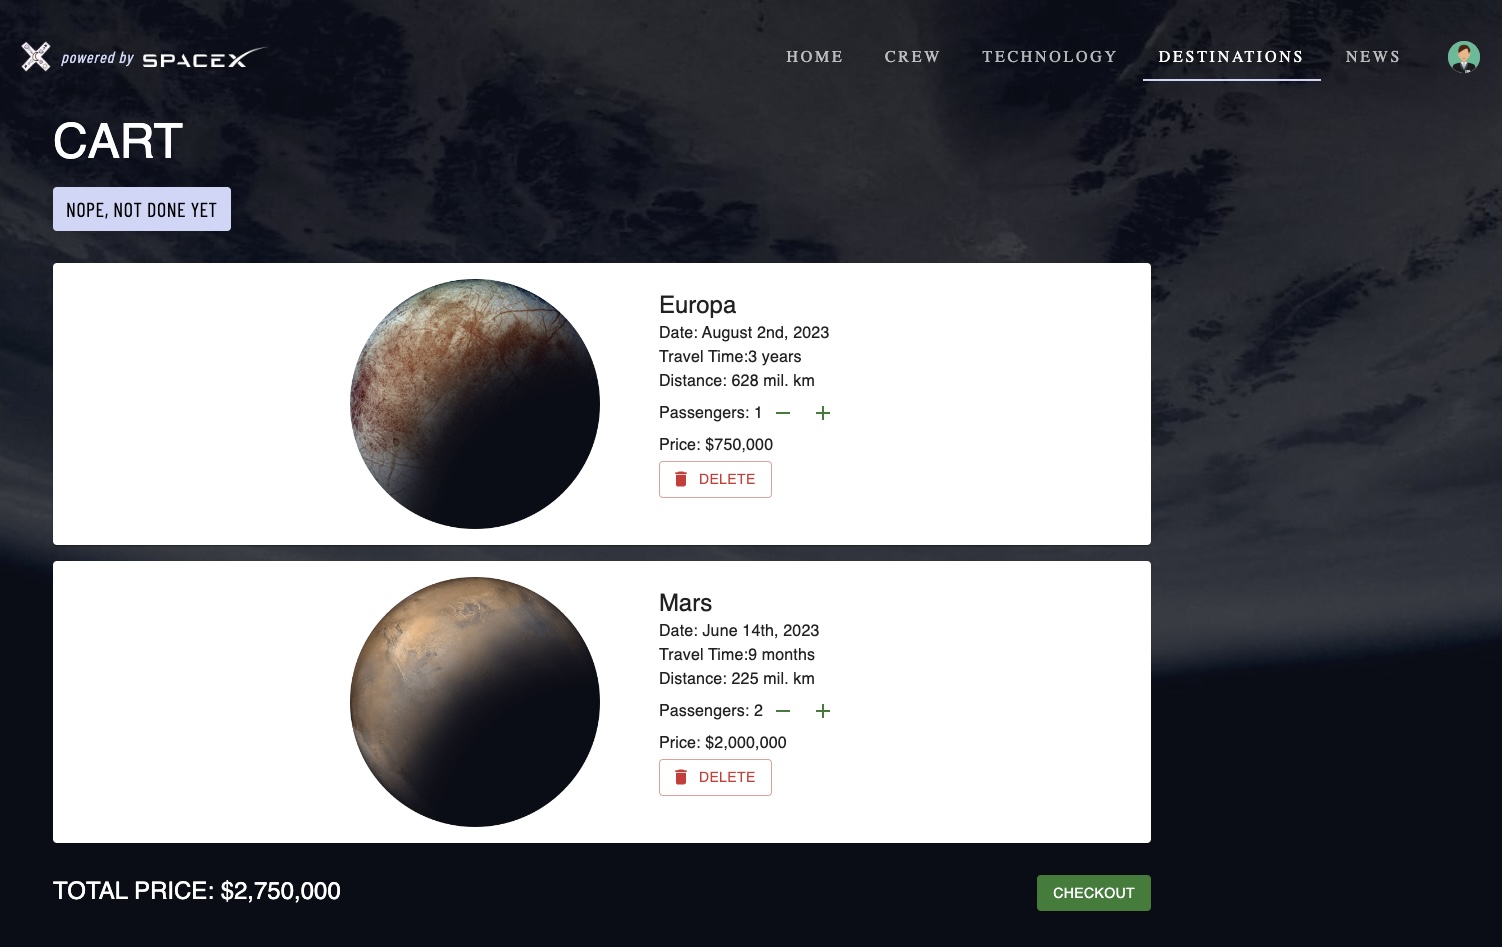 powered by SPACEX
HOME CREW TECHNOLOGY DESTINATIONS NEWS
CART
NOPE, NOT DONE YET
Europa
Date: August 2nd, 2023
Travel Time:3 years
Distance: 628 mil. km
Passengers: 1 − +
Price: $750,000
DELETE
Mars
Date: June 14th, 2023
Travel Time:9 months
Distance: 225 mil. km
Passengers: 2 − +
Price: $2,000,000
DELETE
TOTAL PRICE: $2,750,000
CHECKOUT